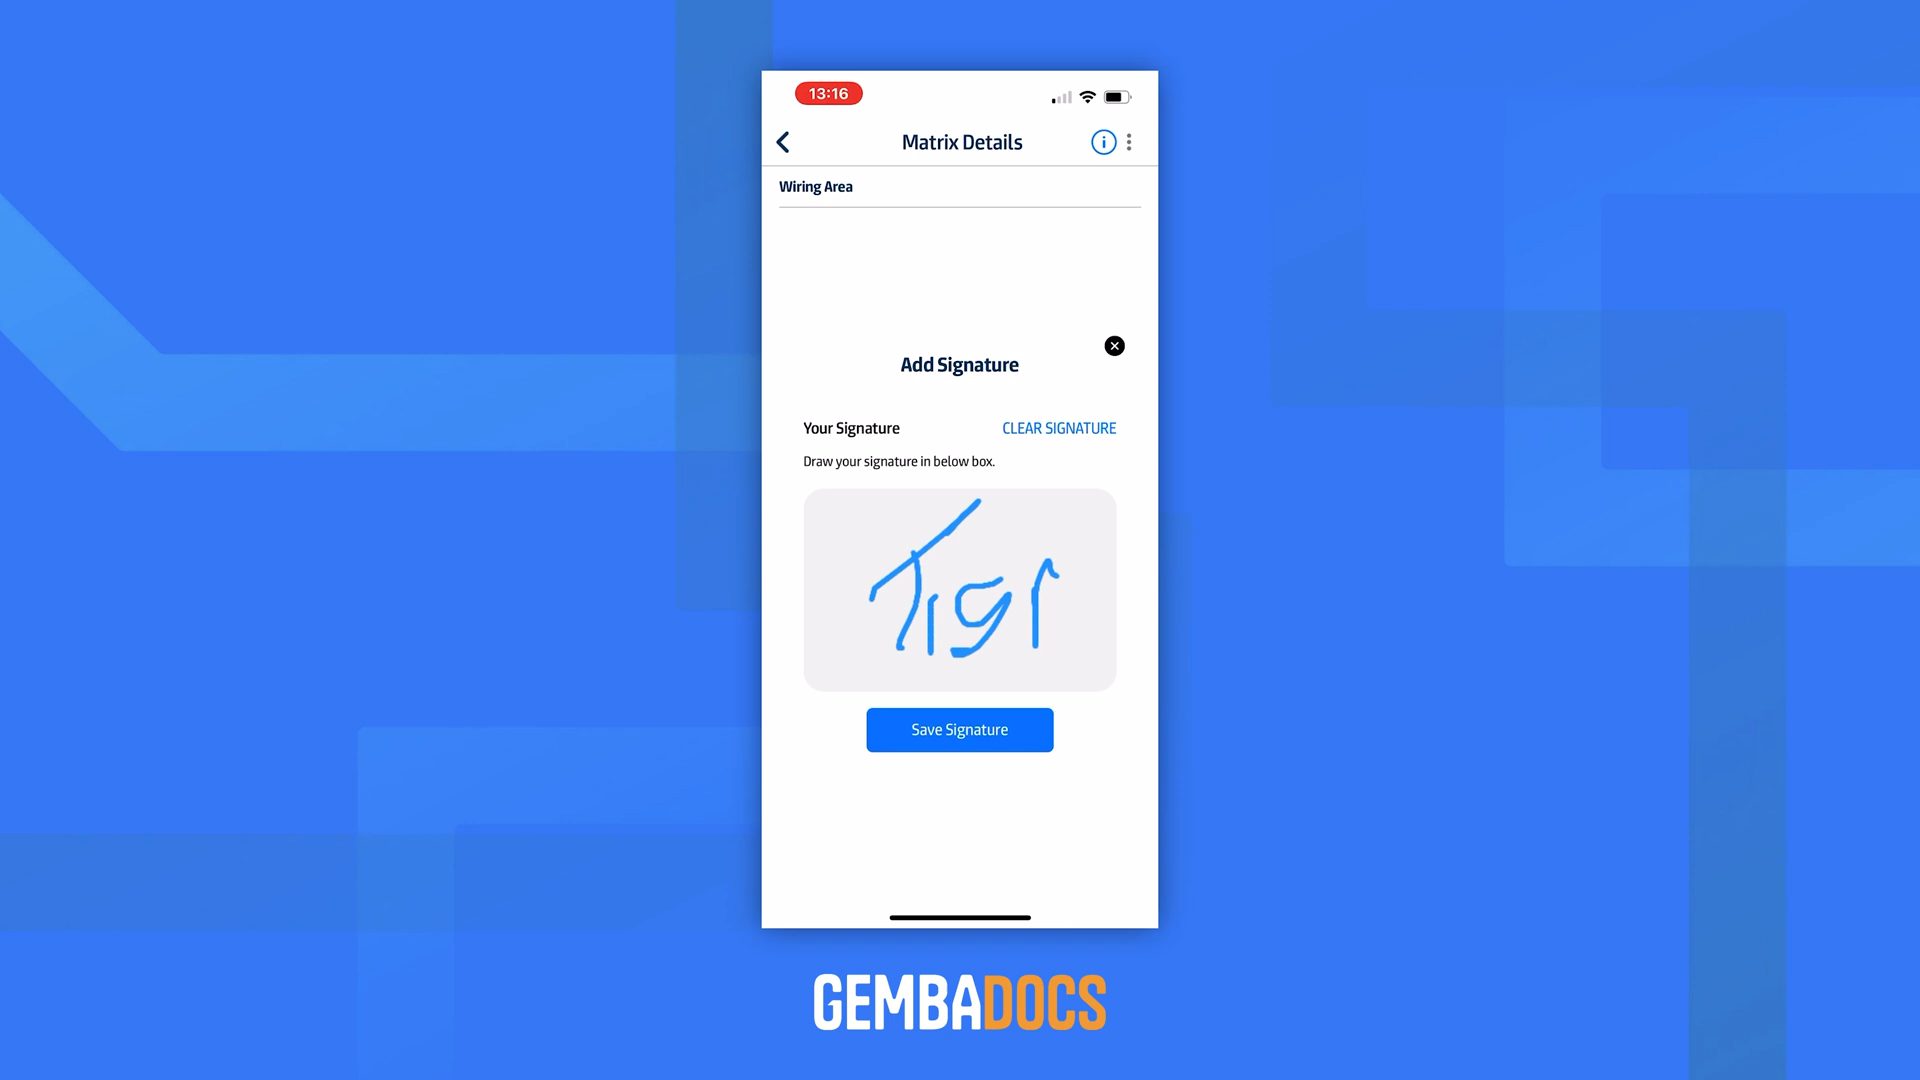 13:16
Matrix Details
Wiring Area
Add Signature
Your Signature CLEAR SIGNATURE
Draw your signature in below box.
Tigr
Save Signature
GEMBADOCS